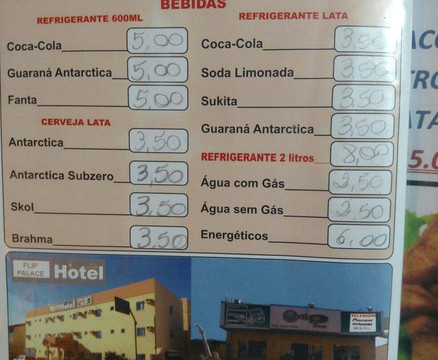 BEBIDAS
REFRIGERANTE 600ML
Coca-Cola 5,00
Guaraná Antarctica 5,00
Fanta 5,00
CERVEJA LATA
Antarctica 3,50
Antarctica Subzero 3,50
Skol 3,50
Brahma 3,50
REFRIGERANTE LATA
Coca-Cola 3,50
Soda Limonada 3,50
Sukita 3,50
Guaraná Antarctica 3,50
REFRIGERANTE 2 litros 8,00
Água com Gás 2,50
Água sem Gás 2,50
Energéticos 6,00
FLIP
PALACE Hotel
5.0